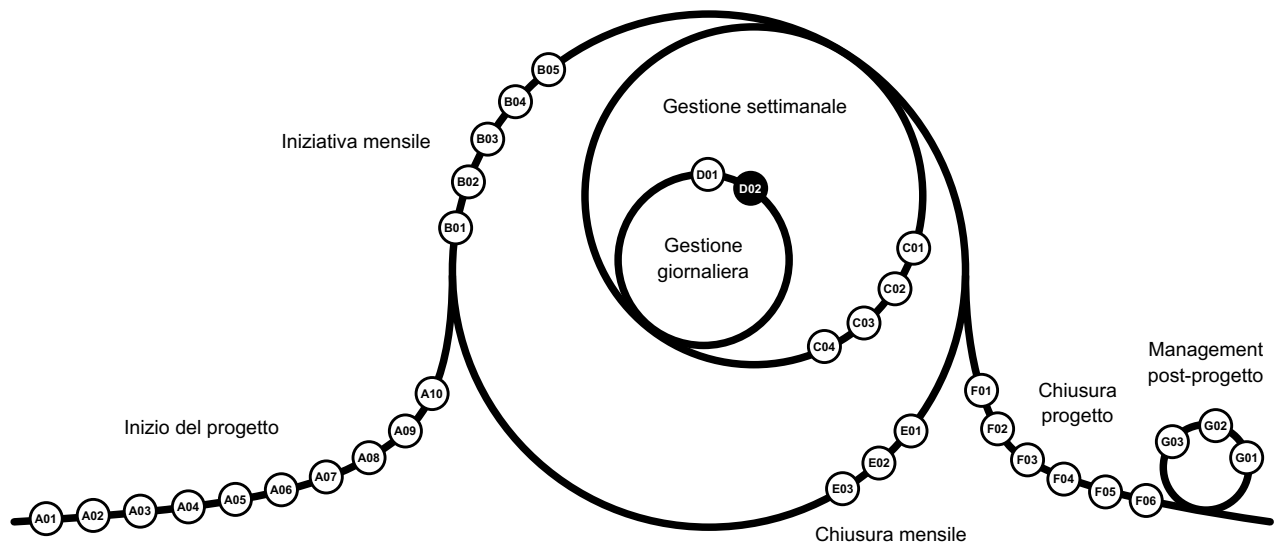 B05
B04
B03
B02
B01
Iniziativa mensile
Gestione settimanale
D01
D02
Gestione
giornaliera
C01
C02
C03
C04
A10
A09
A08
A07
A06
A05
A04
A03
A02
A01
Inizio del progetto
E01
E02
E03
Chiusura mensile
F01
F02
F03
F04
F05
F06
Chiusura
progetto
Management
post-progetto
G03
G02
G01